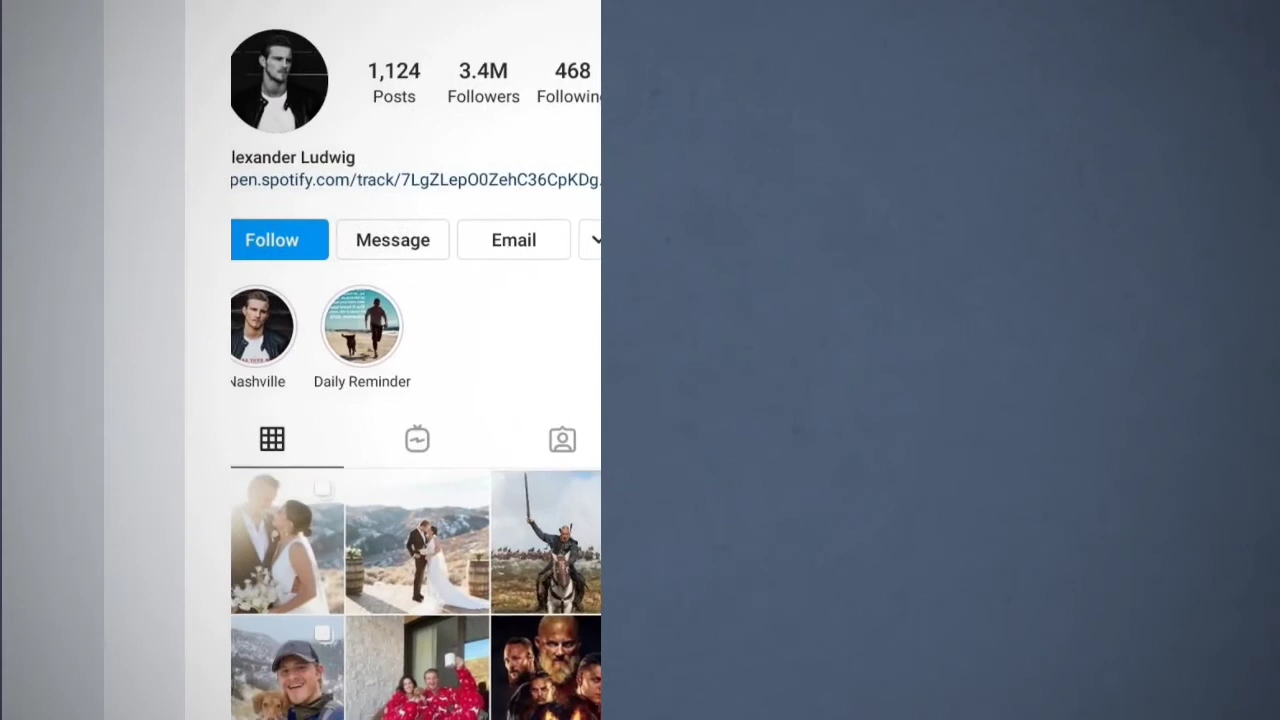 1,124 3.4M 468
Posts Followers Followin
lexander Ludwig
pen.spotify.com/track/7LgZLepO0ZehC36CpKDg.
Follow Message Email
Nashville Daily Reminder